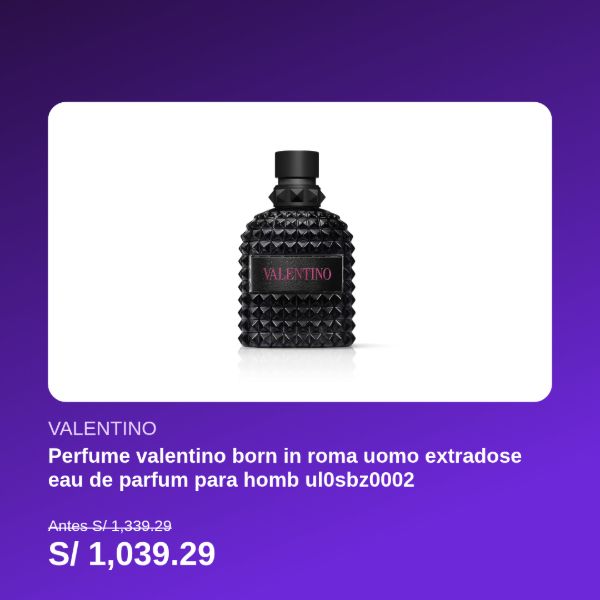 VALENTINO
VALENTINO
Perfume valentino born in roma uomo extradose
eau de parfum para homb ul0sbz0002
Antes S/ 1,339.29
S/ 1,039.29